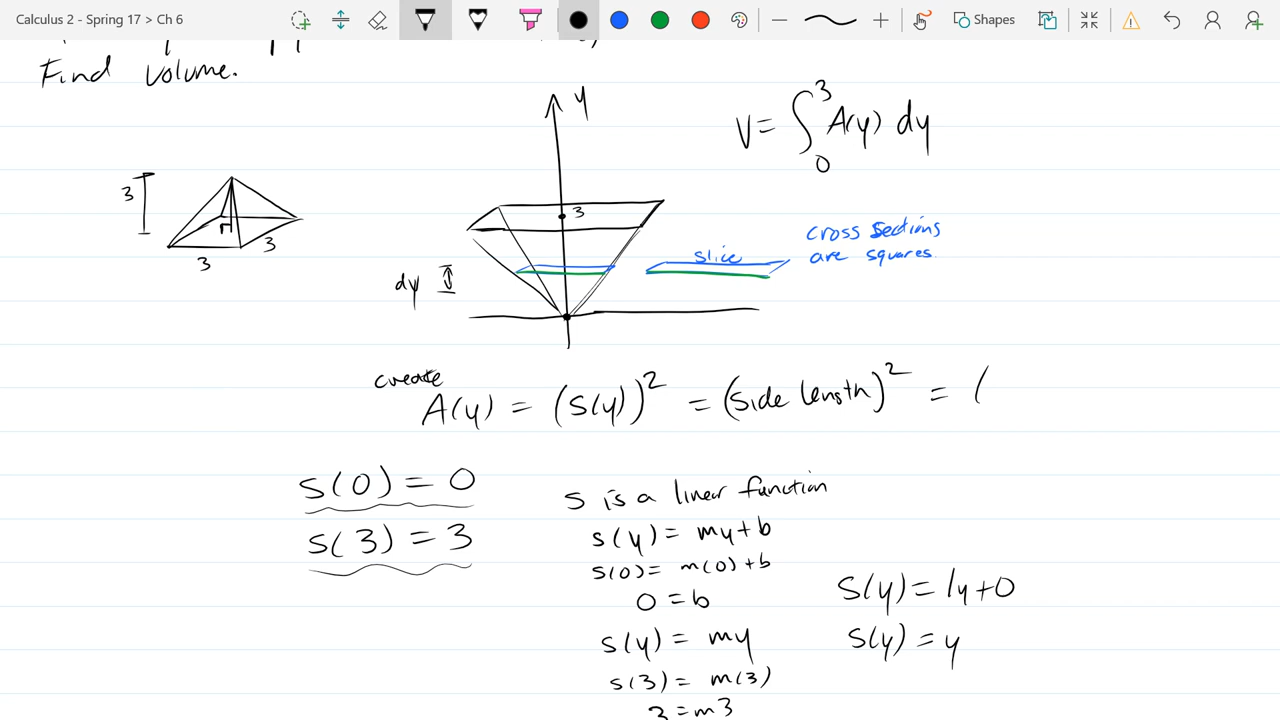 Calculus 2 - Spring 17 > Ch 6
Shapes
Find volume.
y
V = ∫₀³ A(y) dy
3
3
3
3
slice
cross sections
are squares
dy
create
A(y) = (s(y))² = (side length)² = (
s(0) = 0
s(3) = 3
s is a linear function
s(y) = my+b
s(0) = m(0)+b
0 = b
s(y) = my
s(3) = m(3)
3 = m3
s(y) = 1y+0
s(y) = y